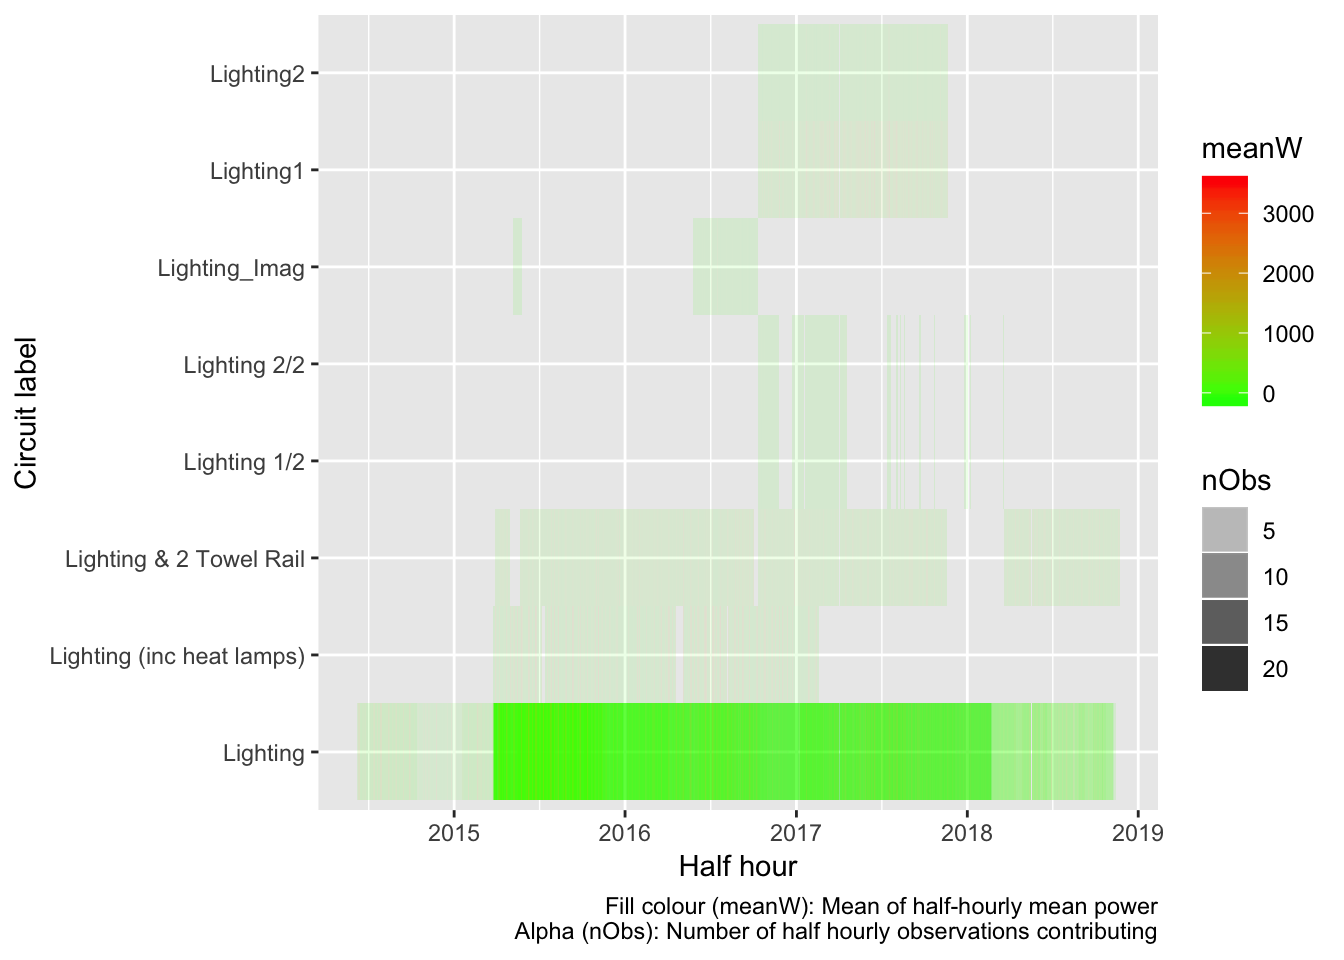 Circuit label
Lighting2
Lighting1
Lighting_Imag
Lighting 2/2
Lighting 1/2
Lighting & 2 Towel Rail
Lighting (inc heat lamps)
Lighting
2015
2016
2017
2018
2019
Half hour
meanW
3000
2000
1000
0
nObs
5
10
15
20
Fill colour (meanW): Mean of half-hourly mean power
Alpha (nObs): Number of half hourly observations contributing